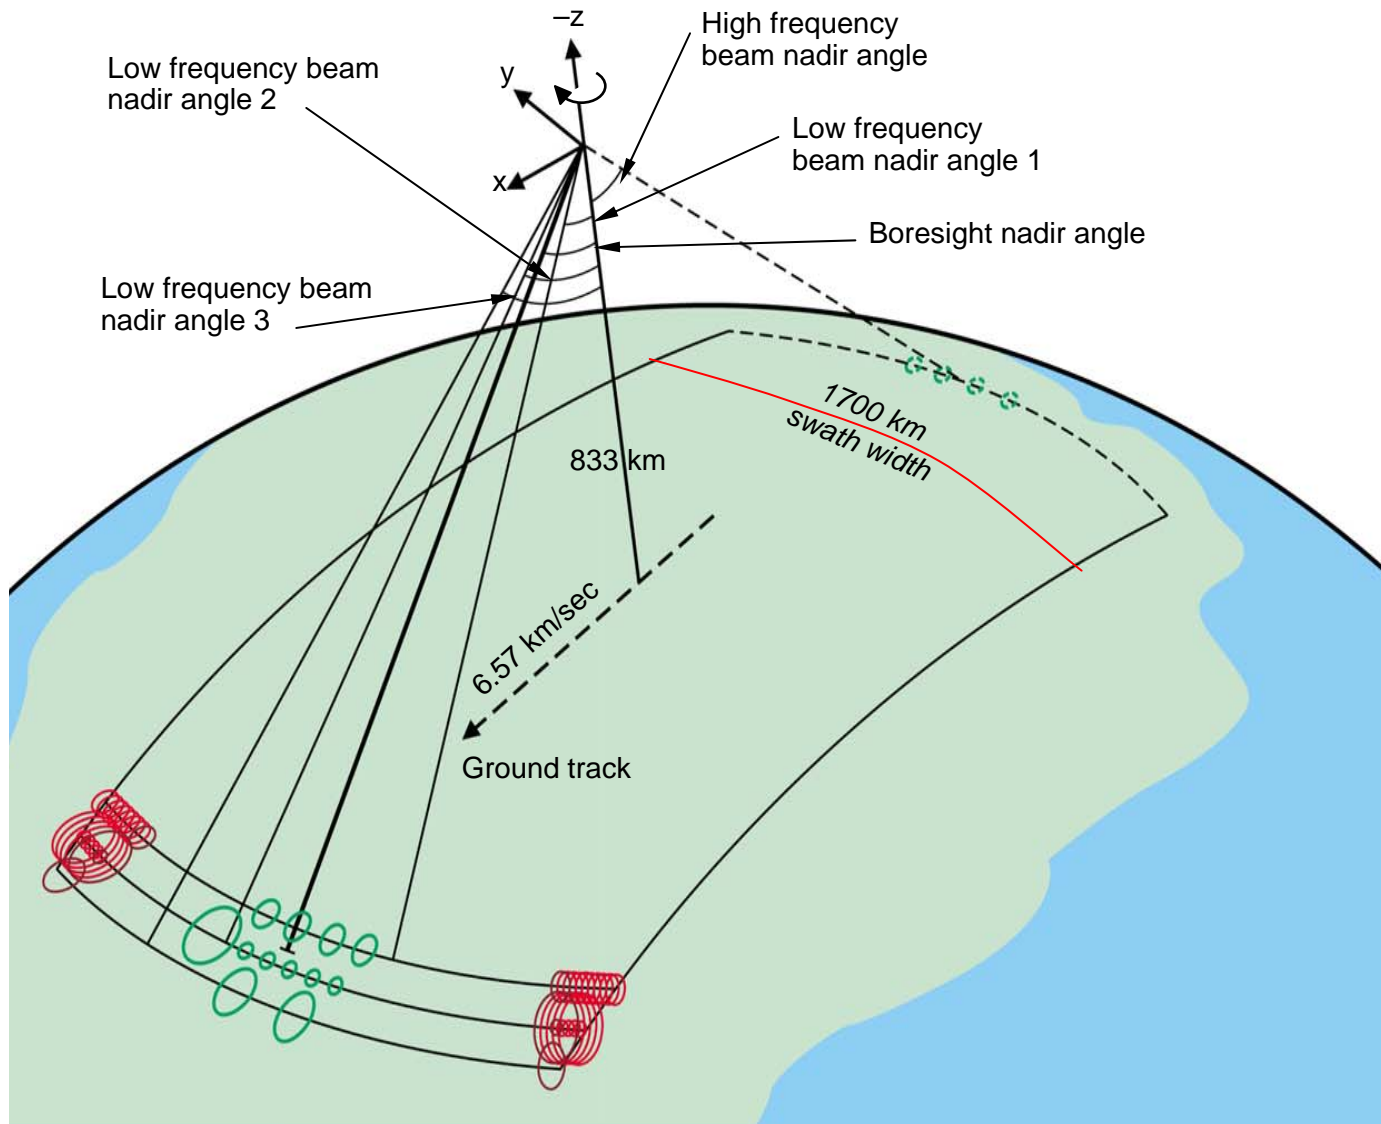 –z
High frequency
beam nadir angle
Low frequency beam
nadir angle 2
y
Low frequency
beam nadir angle 1
x
Boresight nadir angle
Low frequency beam
nadir angle 3
1700 km
swath width
833 km
6.57 km/sec
Ground track